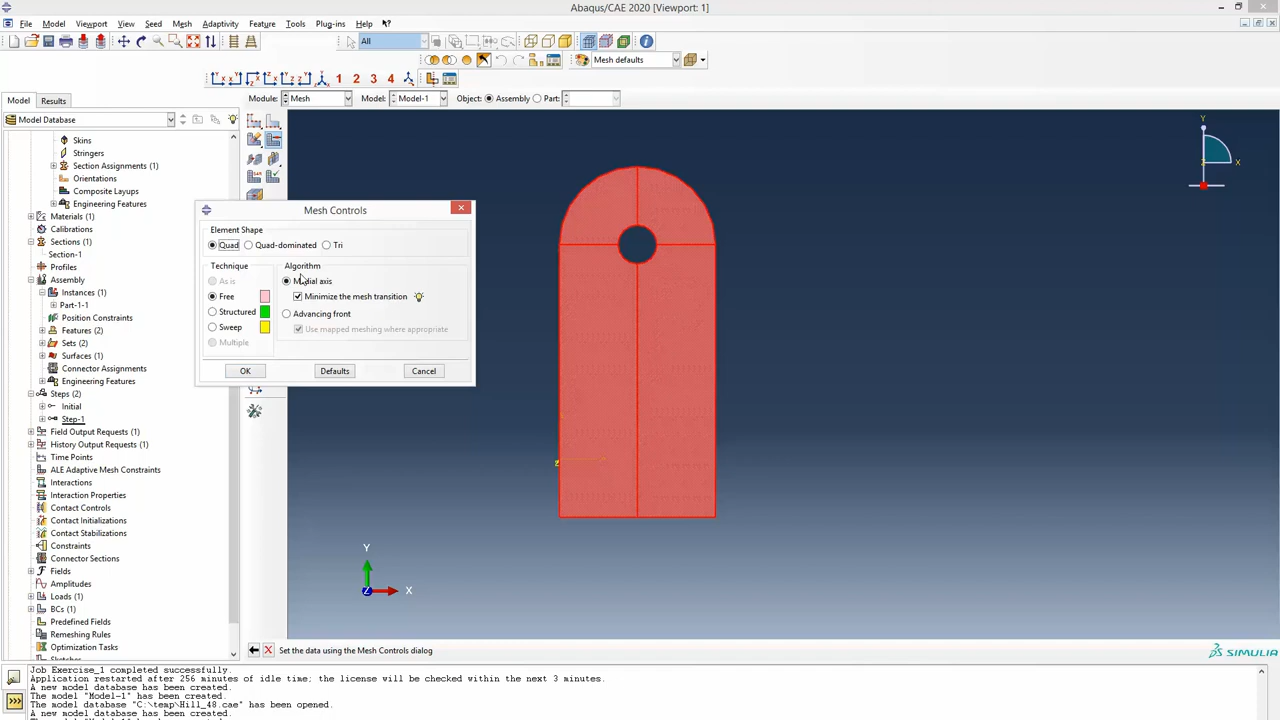 Abaqus/CAE 2020 [Viewport: 1]
File Model Viewport View Seed Mesh Adaptivity Feature Tools Plug-ins Help
All
Mesh defaults
1 2 3 4
Model Results
Module: Mesh Model: Model-1 Object: Assembly Part:
Model Database
Skins
Stringers
Section Assignments (1)
Orientations
Composite Layups
Engineering Features
Materials (1)
Calibrations
Sections (1)
Section-1
Profiles
Assembly
Instances (1)
Part-1-1
Position Constraints
Features (2)
Sets (2)
Surfaces (1)
Connector Assignments
Engineering Features
Steps (2)
Initial
Step-1
Field Output Requests (1)
History Output Requests (1)
Time Points
ALE Adaptive Mesh Constraints
Interactions
Interaction Properties
Contact Controls
Contact Initializations
Contact Stabilizations
Constraints
Connector Sections
Fields
Amplitudes
Loads (1)
BCs (1)
Predefined Fields
Remeshing Rules
Optimization Tasks
Sketches
Mesh Controls
Element Shape
Quad Quad-dominated Tri
Technique
As is
Free
Structured
Sweep
Multiple
Algorithm
Medial axis
Minimize the mesh transition
Advancing front
Use mapped meshing where appropriate
OK Defaults Cancel
Y
X
Y
X
Z
Set the data using the Mesh Controls dialog
SIMULIA
Job Exercise_1 completed successfully.
Application restarted after 256 minutes of idle time; the license will be checked within the next 3 minutes.
A new model database has been created.
The model "Model-1" has been created.
The model database "C:\temp\Hill_48.cae" has been opened.
A new model database has been created.